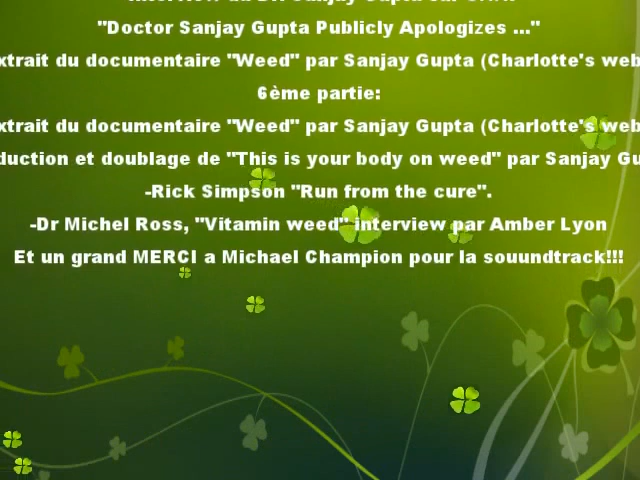 "Doctor Sanjay Gupta Publicly Apologizes ..."
xtrait du documentaire "Weed" par Sanjay Gupta (Charlotte's web
6ème partie:
xtrait du documentaire "Weed" par Sanjay Gupta (Charlotte's web
duction et doublage de "This is your body on weed" par Sanjay Gu
-Rick Simpson "Run from the cure".
-Dr Michel Ross, "Vitamin weed" interview par Amber Lyon
Et un grand MERCI a Michael Champion pour la souundtrack!!!